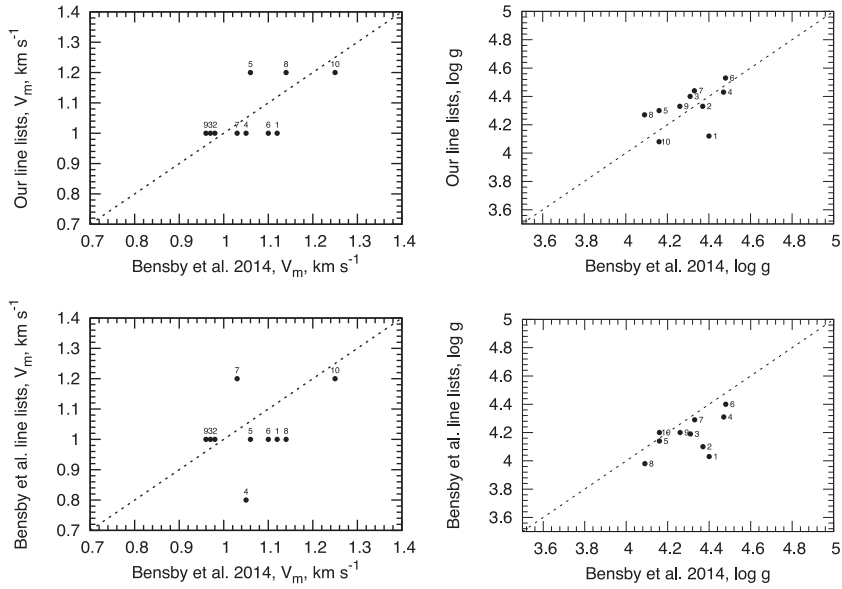 Our line lists, Vm, km s-1
1.4
1.3
1.2
1.1
1
0.9
0.8
0.7
5 8 10
932 7 4 6 1
0.7 0.8 0.9 1 1.1 1.2 1.3 1.4
Bensby et al. 2014, Vm, km s-1
Our line lists, log g
5
4.8
4.6
4.4
4.2
4
3.8
3.6
6
7 4
3
8 5 9 2
10 1
3.6 3.8 4 4.2 4.4 4.6 4.8 5
Bensby et al. 2014, log g
Bensby et al. line lists, Vm, km s-1
1.4
1.3
1.2
1.1
1
0.9
0.8
0.7
7 10
932 5 6 1 8
4
0.7 0.8 0.9 1 1.1 1.2 1.3 1.4
Bensby et al. 2014, Vm, km s-1
Bensby et al. line lists, log g
5
4.8
4.6
4.4
4.2
4
3.8
3.6
6
7 4
10 9 3
5 2
8 1
3.6 3.8 4 4.2 4.4 4.6 4.8 5
Bensby et al. 2014, log g